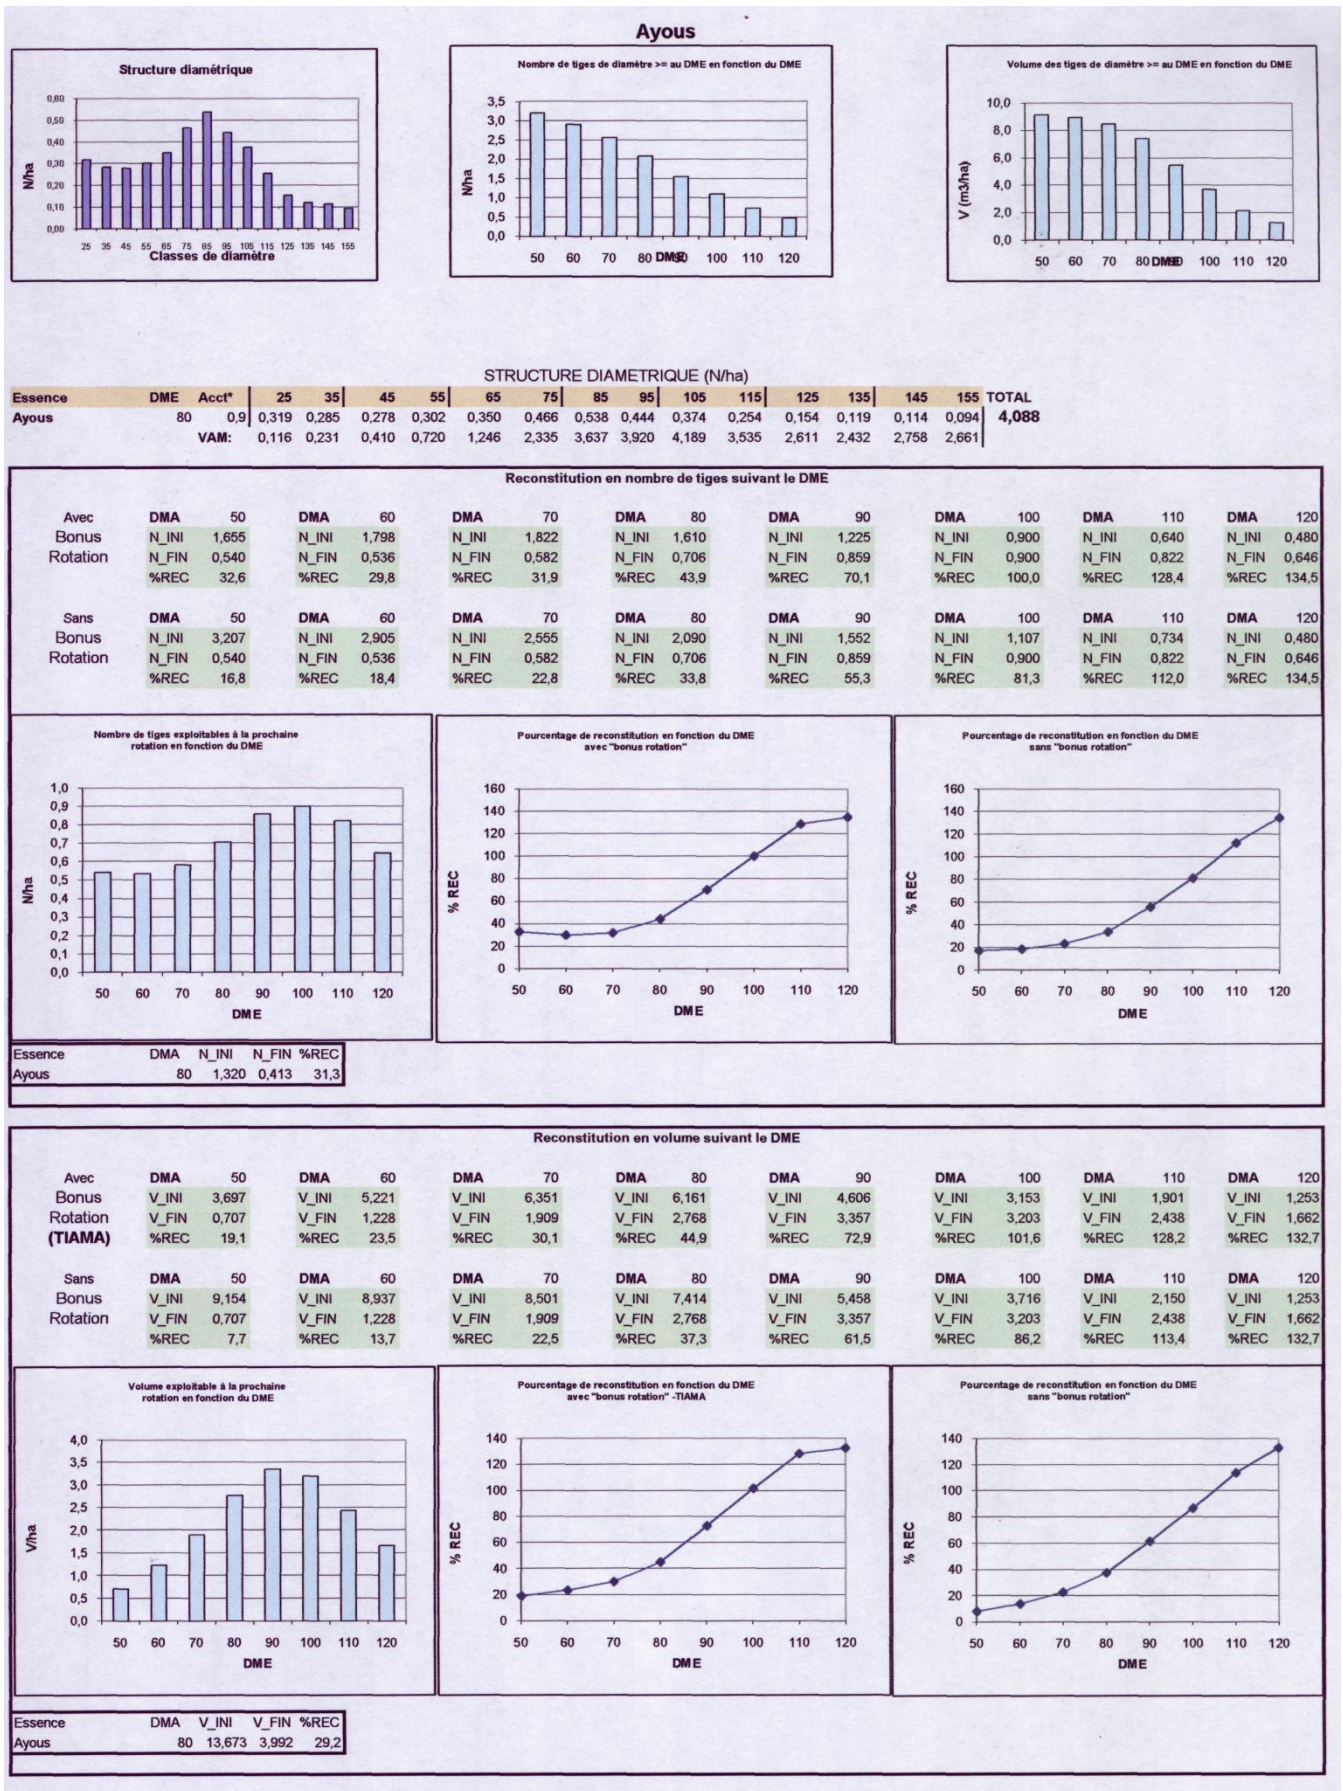 Ayous
Structure diamétrique
0,60
0,50
0,40
0,30
0,20
0,10
0,00
N/ha
25 35 45 55 65 75 85 95 105 115 125 135 145 155
Classes de diamètre
Nombre de tiges de diamètre >= au DME en fonction du DME
3,5
3,0
2,5
2,0
1,5
1,0
0,5
0,0
N/ha
50 60 70 80 90 100 110 120
DME
Volume des tiges de diamètre >= au DME en fonction du DME
10,0
8,0
6,0
4,0
2,0
0,0
V (m3/ha)
50 60 70 80 90 100 110 120
DME
STRUCTURE DIAMETRIQUE (N/ha)
Essence DME Acct* 25 35 45 55 65 75 85 95 105 115 125 135 145 155 TOTAL
Ayous 80 0,9 0,319 0,285 0,278 0,302 0,350 0,466 0,538 0,444 0,374 0,254 0,154 0,119 0,114 0,094 4,088
VAM: 0,116 0,231 0,410 0,720 1,246 2,335 3,637 3,920 4,189 3,535 2,611 2,432 2,758 2,661
Reconstitution en nombre de tiges suivant le DME
Avec DMA 50 DMA 60 DMA 70 DMA 80 DMA 90 DMA 100 DMA 110 DMA 120
Bonus N_INI 1,655 N_INI 1,798 N_INI 1,822 N_INI 1,610 N_INI 1,225 N_INI 0,900 N_INI 0,640 N_INI 0,480
Rotation N_FIN 0,540 N_FIN 0,536 N_FIN 0,582 N_FIN 0,706 N_FIN 0,859 N_FIN 0,900 N_FIN 0,822 N_FIN 0,646
%REC 32,6 %REC 29,8 %REC 31,9 %REC 43,9 %REC 70,1 %REC 100,0 %REC 128,4 %REC 134,5
Sans DMA 50 DMA 60 DMA 70 DMA 80 DMA 90 DMA 100 DMA 110 DMA 120
Bonus N_INI 3,207 N_INI 2,905 N_INI 2,555 N_INI 2,090 N_INI 1,552 N_INI 1,107 N_INI 0,734 N_INI 0,480
Rotation N_FIN 0,540 N_FIN 0,536 N_FIN 0,582 N_FIN 0,706 N_FIN 0,859 N_FIN 0,900 N_FIN 0,822 N_FIN 0,646
%REC 16,8 %REC 18,4 %REC 22,8 %REC 33,8 %REC 55,3 %REC 81,3 %REC 112,0 %REC 134,5
Nombre de tiges exploitables à la prochaine
rotation en fonction du DME
1,0
0,9
0,8
0,7
0,6
0,5
0,4
0,3
0,2
0,1
0,0
N/ha
50 60 70 80 90 100 110 120
DME
Pourcentage de reconstitution en fonction du DME
avec "bonus rotation"
160
140
120
100
80
60
40
20
0
% REC
50 60 70 80 90 100 110 120
DME
Pourcentage de reconstitution en fonction du DME
sans "bonus rotation"
160
140
120
100
80
60
40
20
0
% REC
50 60 70 80 90 100 110 120
DME
Essence DMA N_INI N_FIN %REC
Ayous 80 1,320 0,413 31,3
Reconstitution en volume suivant le DME
Avec DMA 50 DMA 60 DMA 70 DMA 80 DMA 90 DMA 100 DMA 110 DMA 120
Bonus V_INI 3,697 V_INI 5,221 V_INI 6,351 V_INI 6,161 V_INI 4,606 V_INI 3,153 V_INI 1,901 V_INI 1,253
Rotation V_FIN 0,707 V_FIN 1,228 V_FIN 1,909 V_FIN 2,768 V_FIN 3,357 V_FIN 3,203 V_FIN 2,438 V_FIN 1,662
(TIAMA) %REC 19,1 %REC 23,5 %REC 30,1 %REC 44,9 %REC 72,9 %REC 101,6 %REC 128,2 %REC 132,7
Sans DMA 50 DMA 60 DMA 70 DMA 80 DMA 90 DMA 100 DMA 110 DMA 120
Bonus V_INI 9,154 V_INI 8,937 V_INI 8,501 V_INI 7,414 V_INI 5,458 V_INI 3,716 V_INI 2,150 V_INI 1,253
Rotation V_FIN 0,707 V_FIN 1,228 V_FIN 1,909 V_FIN 2,768 V_FIN 3,357 V_FIN 3,203 V_FIN 2,438 V_FIN 1,662
%REC 7,7 %REC 13,7 %REC 22,5 %REC 37,3 %REC 61,5 %REC 86,2 %REC 113,4 %REC 132,7
Volume exploitable à la prochaine
rotation en fonction du DME
4,0
3,5
3,0
2,5
2,0
1,5
1,0
0,5
0,0
V/ha
50 60 70 80 90 100 110 120
DME
Pourcentage de reconstitution en fonction du DME
avec "bonus rotation" -TIAMA
140
120
100
80
60
40
20
0
% REC
50 60 70 80 90 100 110 120
DME
Pourcentage de reconstitution en fonction du DME
sans "bonus rotation"
140
120
100
80
60
40
20
0
% REC
50 60 70 80 90 100 110 120
DME
Essence DMA V_INI V_FIN %REC
Ayous 80 13,673 3,992 29,2